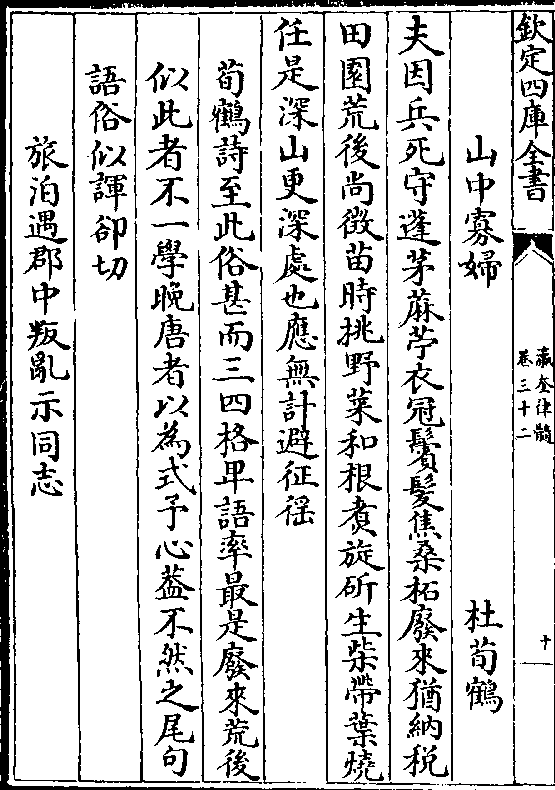 欽定四庫全書
瀛奎律髓
卷三十二
十
山中寡婦 杜荀鶴
夫因兵死守蓬茅蔴苧衣冠鬢髮焦桑柘廢來猶納税
田園荒後尚徴苗時挑野菜和根煑旋斫生柴帶葉燒
任是深山更深處也應無計避征徭
荀鶴詩至此俗甚而三四格卑語率最是廢來荒後
似此者不一學晚唐者以為式予心葢不然之尾句
語俗似諢卻切
旅泊遇郡中叛亂示同志